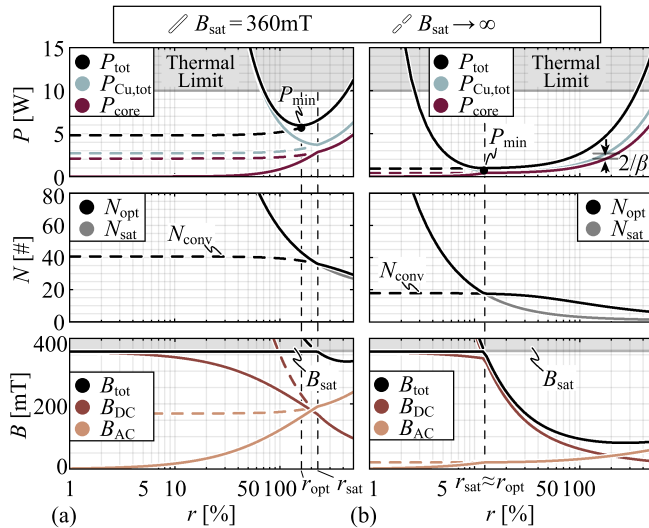 B_sat = 360mT B_sat → ∞
Thermal Limit
P_tot
P_Cu,tot
P_core
P_min
15
10
5
0
P [W]
Thermal Limit
P_tot
P_Cu,tot
P_core
P_min
2/β
80
60
40
20
0
N [#]
N_opt
N_sat
N_conv
N_opt
N_sat
N_conv
400
200
0
B [mT]
B_tot
B_DC
B_AC
B_sat
B_tot
B_DC
B_AC
B_sat
1 5 10 50 100 r_opt r_sat
1 5 r_sat≈r_opt 50 100
(a) r [%] (b) r [%]